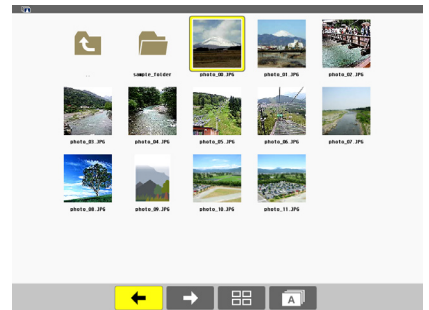 ..
sample_folder
photo_00.JPG
photo_01.JPG
photo_02.JPG
photo_03.JPG
photo_04.JPG
photo_05.JPG
photo_06.JPG
photo_07.JPG
photo_08.JPG
photo_09.JPG
photo_10.JPG
photo_11.JPG
A